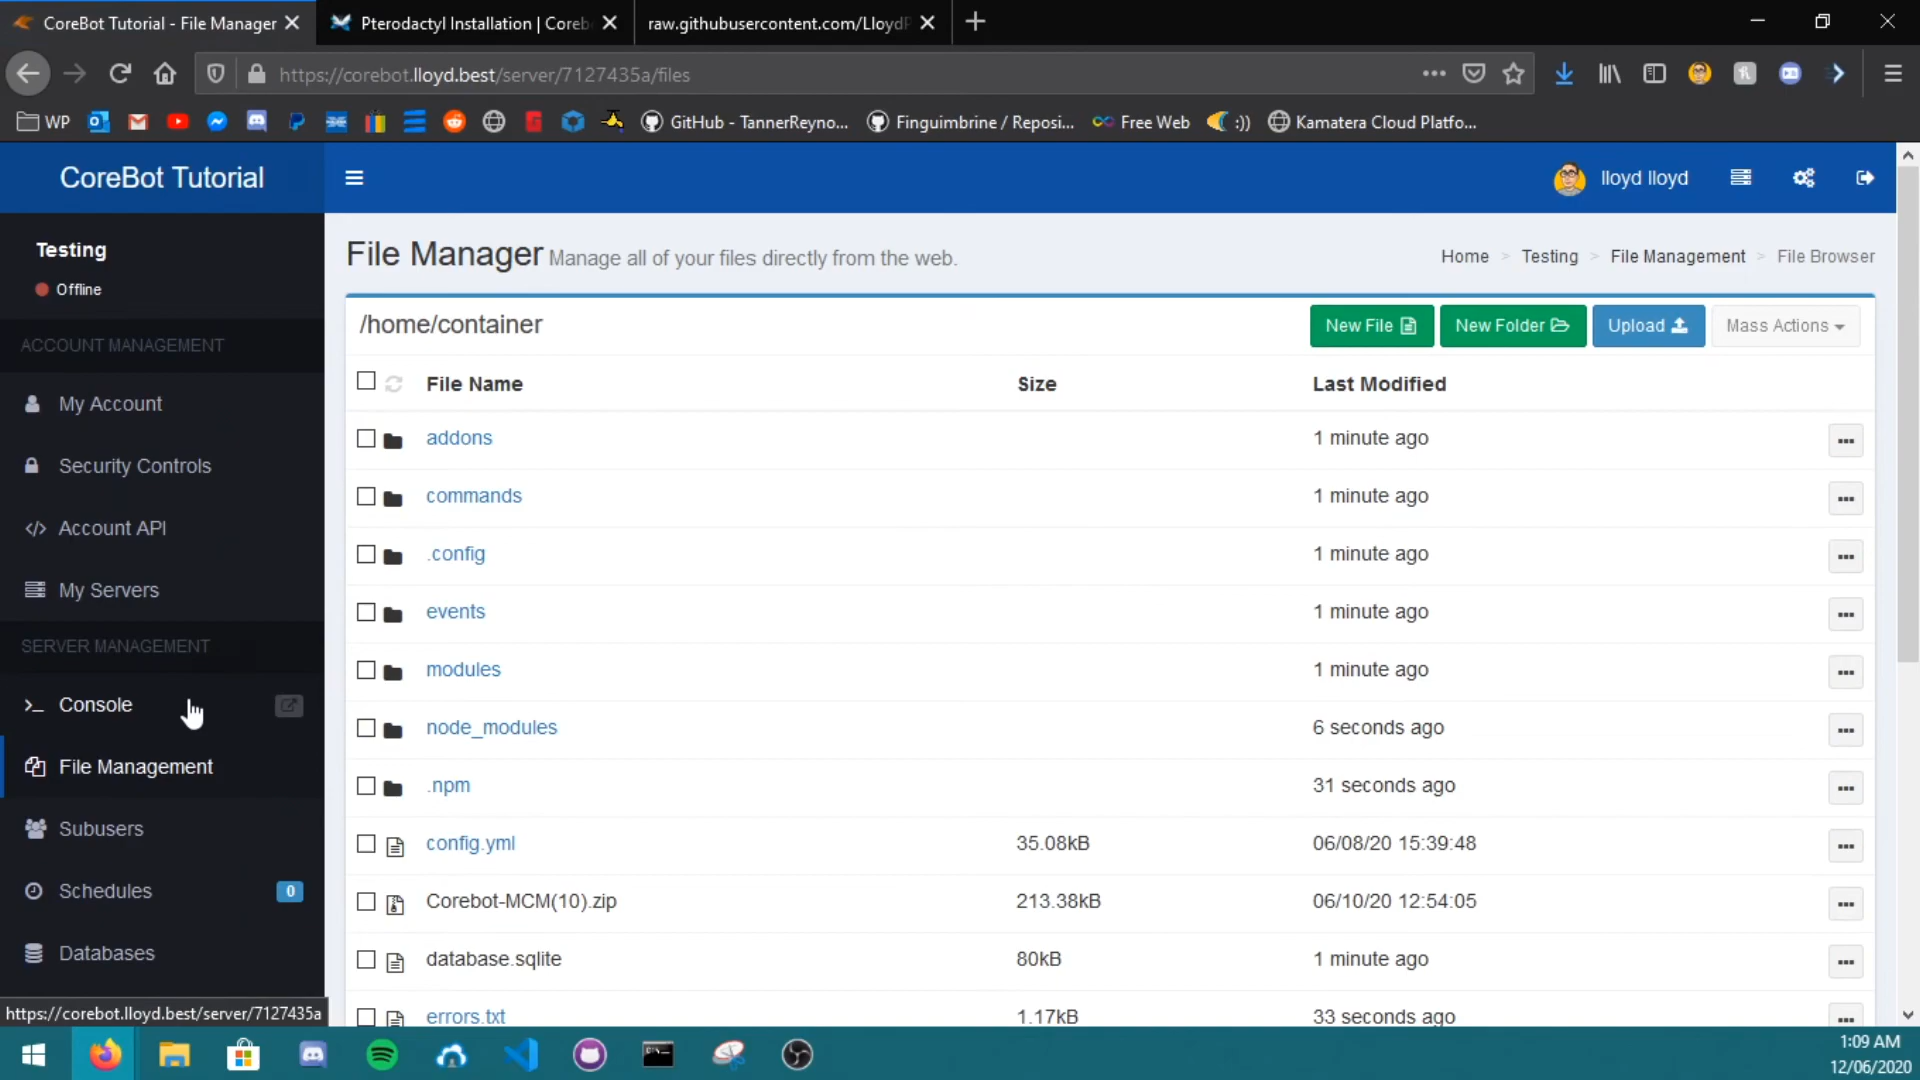 CoreBot Tutorial - File Manager
Pterodactyl Installation | Coreb
raw.githubusercontent.com/LloydF
https://corebot.lloyd.best/server/7127435a/files
WP
GitHub - TannerReyno...
Finguimbrine / Reposi...
Free Web
:))
Kamatera Cloud Platfo...
CoreBot Tutorial
lloyd lloyd
Testing
Offline
ACCOUNT MANAGEMENT
My Account
Security Controls
Account API
My Servers
SERVER MANAGEMENT
Console
File Management
Subusers
Schedules 0
Databases
https://corebot.lloyd.best/server/7127435a
File Manager Manage all of your files directly from the web.
Home > Testing > File Management > File Browser
/home/container
New File
New Folder
Upload
Mass Actions
File Name Size Last Modified
addons 1 minute ago
commands 1 minute ago
.config 1 minute ago
events 1 minute ago
modules 1 minute ago
node_modules 6 seconds ago
.npm 31 seconds ago
config.yml 35.08kB 06/08/20 15:39:48
Corebot-MCM(10).zip 213.38kB 06/10/20 12:54:05
database.sqlite 80kB 1 minute ago
errors.txt 1.17kB 33 seconds ago
1:09 AM
12/06/2020